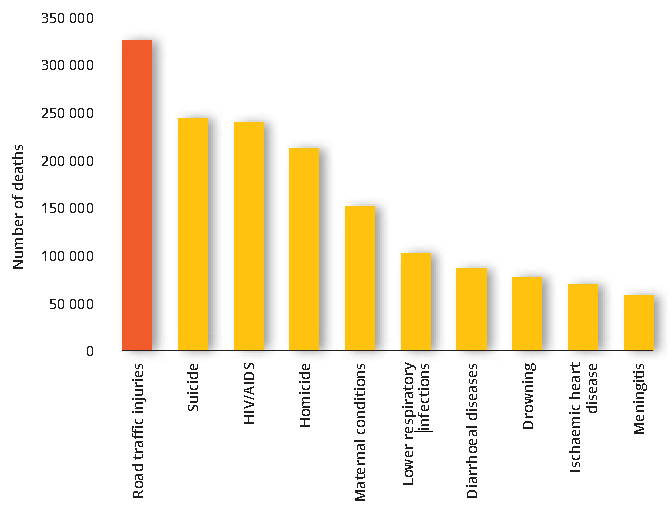 350 000
300 000
250 000
200 000
150 000
100 000
50 000
0
Number of deaths
Road traffic injuries
Suicide
HIV/AIDS
Homicide
Maternal conditions
Lower respiratory
infections
Diarrhoeal diseases
Drowning
Ischaemic heart
disease
Meningitis